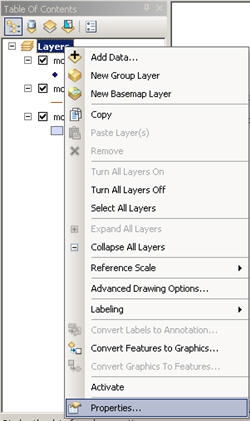 Table Of Contents
Layers
mo
mo
mo
Add Data...
New Group Layer
New Basemap Layer
Copy
Paste Layer(s)
Remove
Turn All Layers On
Turn All Layers Off
Select All Layers
Expand All Layers
Collapse All Layers
Reference Scale
Advanced Drawing Options...
Labeling
Convert Labels to Annotation...
Convert Features to Graphics...
Convert Graphics To Features...
Activate
Properties...